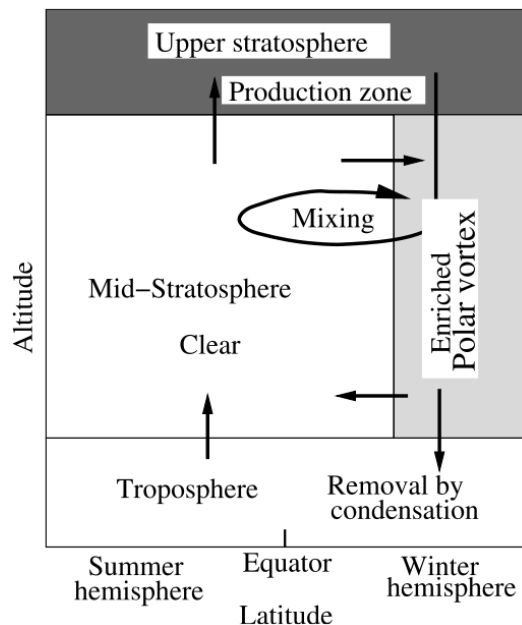 Upper stratosphere
Production zone
Mixing
Mid−Stratosphere
Clear
Enriched
Polar vortex
Altitude
Troposphere
Removal by
condensation
Summer
hemisphere
Equator
Winter
hemisphere
Latitude